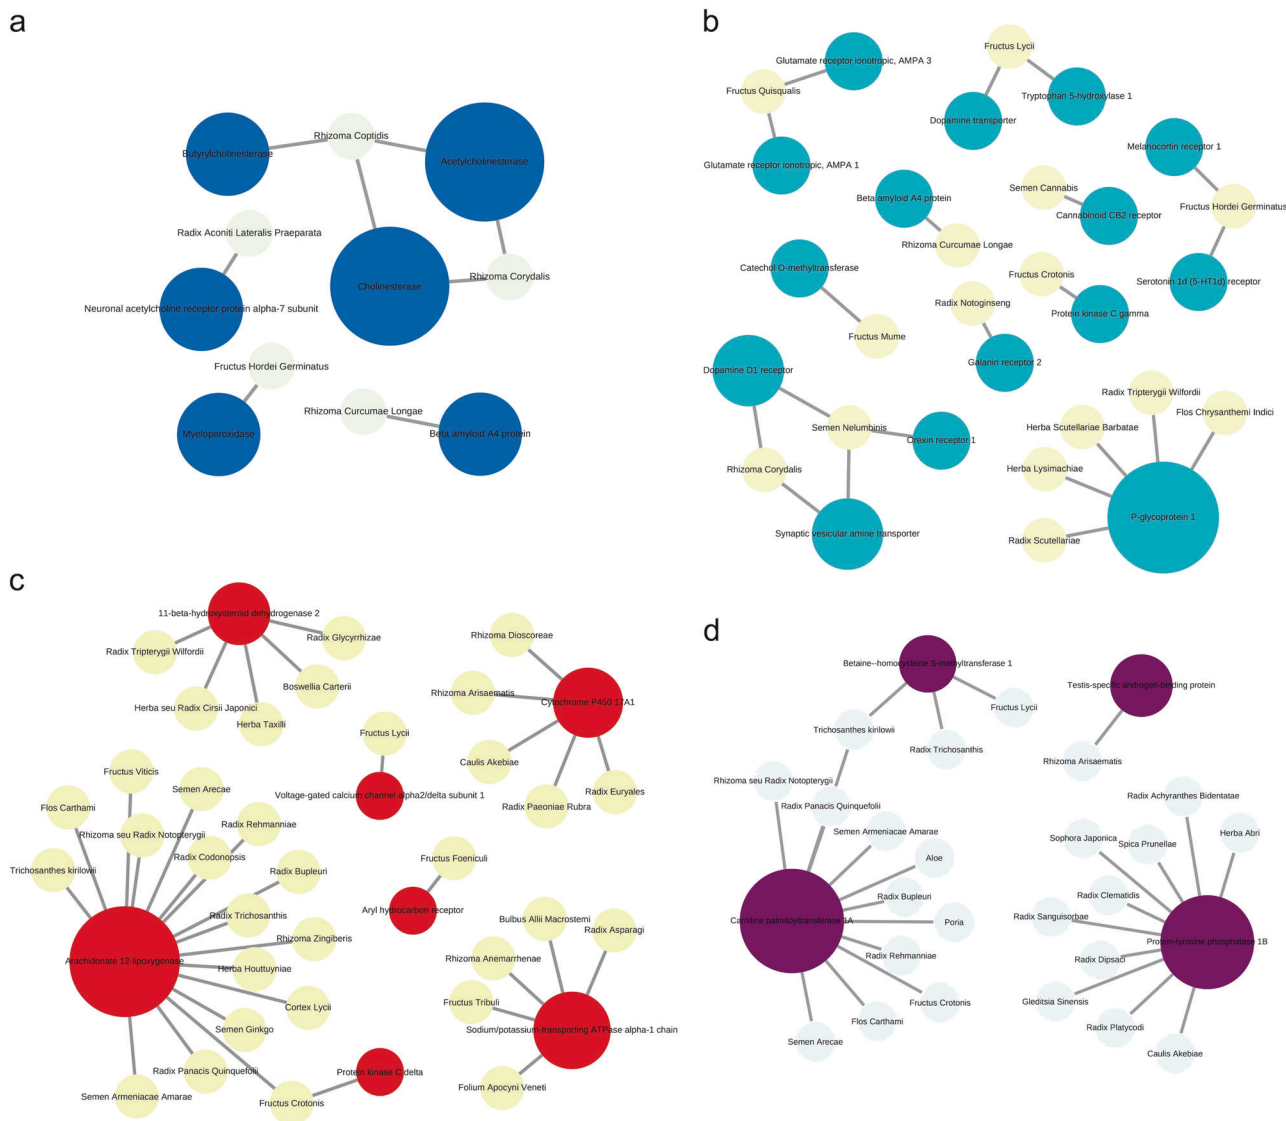 a
Rhizoma Coptidis
Butyrylcholinesterase
Acetylcholinesterase
Radix Aconiti Lateralis Praeparata
Rhizoma Corydalis
Cholinesterase
Neuronal acetylcholine receptor protein alpha-7 subunit
Fructus Hordei Germinatus
Rhizoma Curcumae Longae
Myeloperoxidase
Beta amyloid A4 protein
b
Fructus Lycii
Glutamate receptor ionotropic, AMPA 3
Fructus Quisqualis
Tryptophan 5-hydroxylase 1
Dopamine transporter
Melanocortin receptor 1
Glutamate receptor ionotropic, AMPA 1
Semen Cannabis
Beta amyloid A4 protein
Fructus Hordei Germinatus
Cannabinoid CB2 receptor
Rhizoma Curcumae Longae
Catechol O-methyltransferase
Fructus Crotonis
Serotonin 1d (5-HT1d) receptor
Radix Notoginseng
Protein kinase C gamma
Fructus Mume
Galanin receptor 2
Dopamine D1 receptor
Radix Tripterygii Wilfordii
Flos Chrysanthemi Indici
Semen Nelumbinis
Herba Scutellariae Barbatae
Orexin receptor 1
Rhizoma Corydalis
Herba Lysimachiae
P-glycoprotein 1
Synaptic vesicular amine transporter
Radix Scutellariae
c
11-beta-hydroxysteroid dehydrogenase 2
Radix Glycyrrhizae
Radix Tripterygii Wilfordii
Boswellia Carterii
Herba seu Radix Cirsii Japonici
Herba Taxilli
Rhizoma Dioscoreae
Rhizoma Arisaematis
Cytochrome P450 17A1
Fructus Lycii
Caulis Akebiae
Radix Euryales
Radix Paeoniae Rubra
Voltage-gated calcium channel alpha2/delta subunit 1
Fructus Viticis
Semen Arecae
Flos Carthami
Radix Rehmanniae
Rhizoma seu Radix Notopterygii
Radix Codonopsis
Trichosanthes kirilowii
Radix Bupleuri
Fructus Foeniculi
Radix Trichosanthis
Aryl hydrocarbon receptor
Bulbus Allii Macrostemi
Radix Asparagi
Rhizoma Zingiberis
Arachidonate 12-lipoxygenase
Herba Houttuyniae
Rhizoma Anemarrhenae
Cortex Lycii
Fructus Tribuli
Semen Ginkgo
Sodium/potassium-transporting ATPase alpha-1 chain
Radix Panacis Quinquefolii
Protein kinase C delta
Semen Armeniacae Amarae
Fructus Crotonis
Folium Apocyni Veneti
d
Betaine--homocysteine S-methyltransferase 1
Testis-specific androgen-binding protein
Fructus Lycii
Trichosanthes kirilowii
Radix Trichosanthis
Rhizoma Arisaematis
Rhizoma seu Radix Notopterygii
Radix Panacis Quinquefolii
Radix Achyranthes Bidentatae
Semen Armeniacae Amarae
Herba Abri
Sophora Japonica
Spica Prunellae
Aloe
Radix Bupleuri
Radix Clematidis
Carnitine palmitoyltransferase 1A
Poria
Radix Sanguisorbae
Protein-tyrosine phosphatase 1B
Radix Rehmanniae
Radix Dipsaci
Fructus Crotonis
Gleditsia Sinensis
Flos Carthami
Radix Platycodi
Semen Arecae
Caulis Akebiae